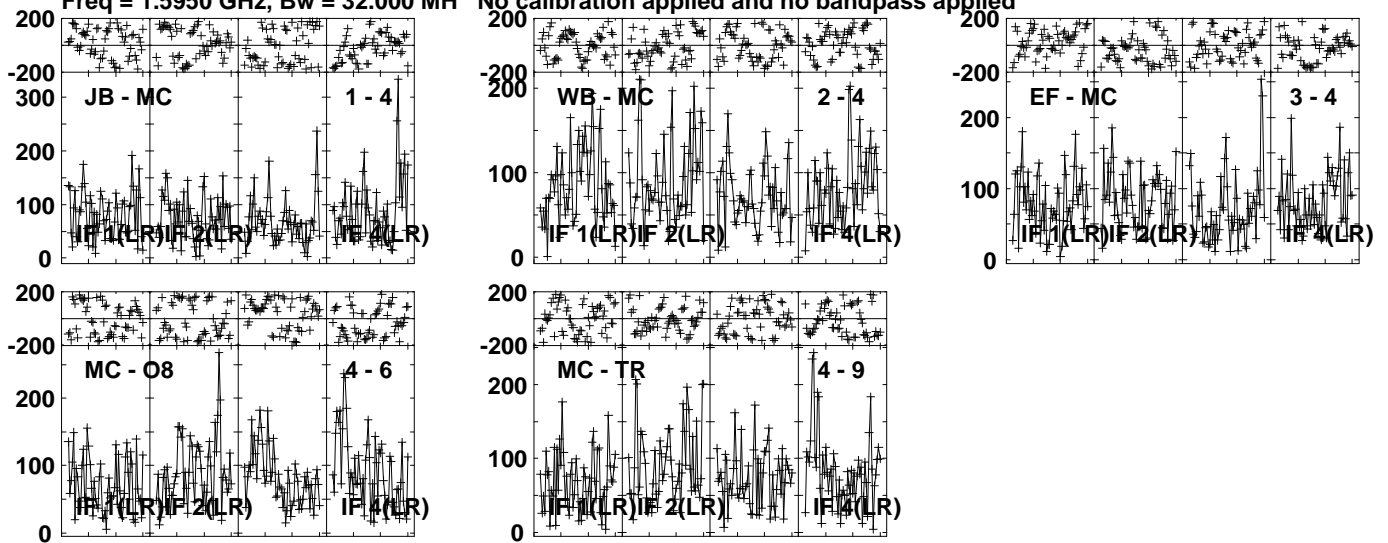 Freq = 1.5950 GHz, Bw = 32.000 MH No calibration applied and no bandpass applied
200
-200
300
200
100
0
JB - MC 1 - 4
IF 1(LR) IF 2(LR) IF 4(LR)
200
-200
200
100
0
WB - MC 2 - 4
IF 1(LR) IF 2(LR) IF 4(LR)
200
-200
200
100
0
EF - MC 3 - 4
IF 1(LR) IF 2(LR) IF 4(LR)
200
-200
200
100
0
MC - O8 4 - 6
IF 1(LR) IF 2(LR) IF 4(LR)
200
-200
200
100
0
MC - TR 4 - 9
IF 1(LR) IF 2(LR) IF 4(LR)